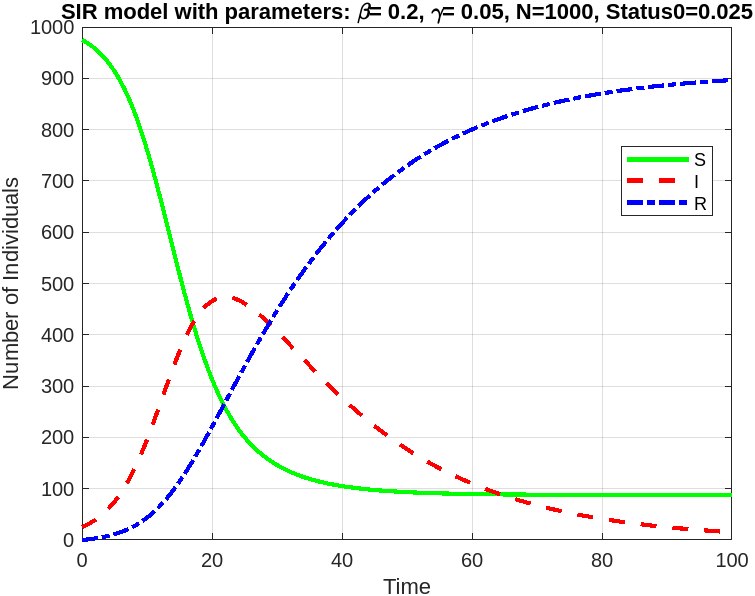 SIR model with parameters: β= 0.2, γ= 0.05, N=1000, Status0=0.025
1000
900
800
700
600
500
400
300
200
100
0
Number of Individuals
S
I
R
0 20 40 60 80 100
Time